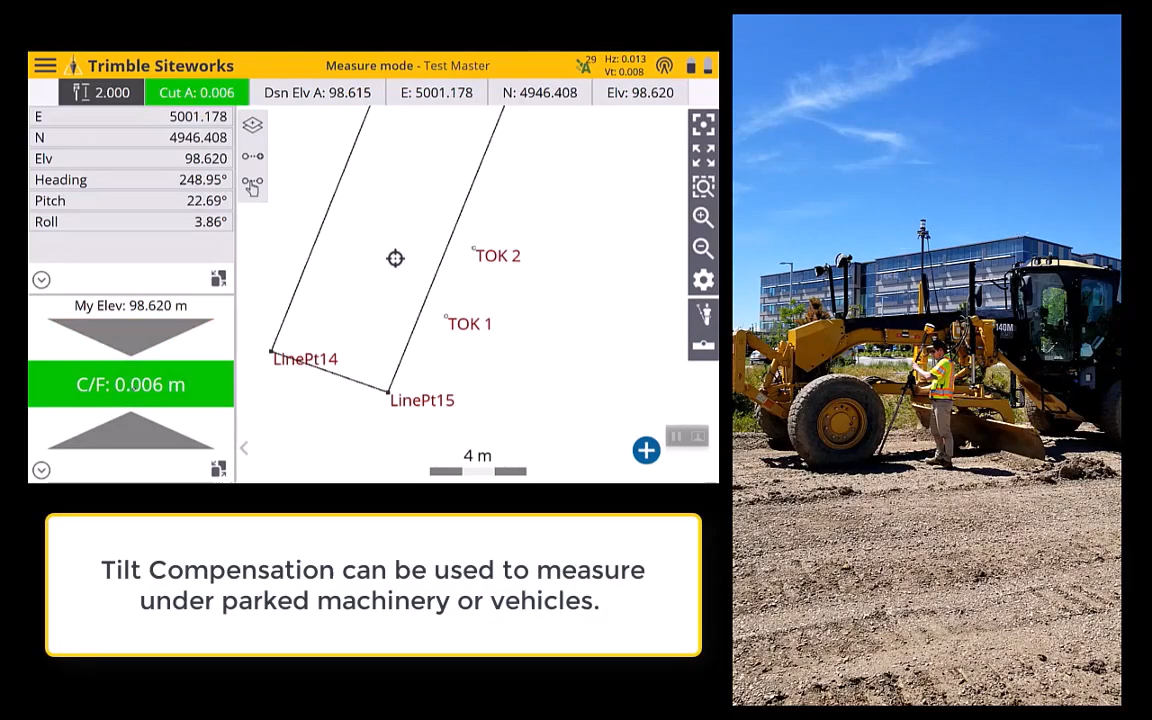 Trimble Siteworks
Measure mode - Test Master
29
Hz: 0.013
Vt: 0.008
2.000
Cut A: 0.006
Dsn Elv A: 98.615
E: 5001.178
N: 4946.408
Elv: 98.620
E 5001.178
N 4946.408
Elv 98.620
Heading 248.95°
Pitch 22.69°
Roll 3.86°
My Elev: 98.620 m
C/F: 0.006 m
TOK 2
TOK 1
LinePt14
LinePt15
4 m
Tilt Compensation can be used to measure
under parked machinery or vehicles.
140M